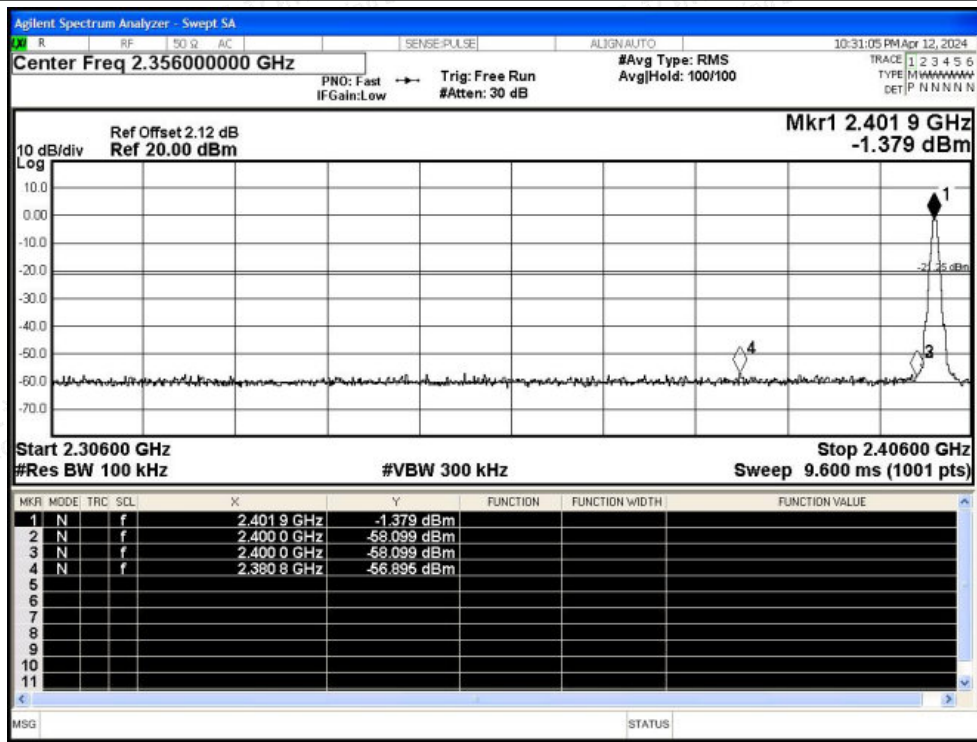 Agilent Spectrum Analyzer - Swept SA
LXI R RF 50 Ω AC SENSE:PULSE ALIGN AUTO 10:31:05 PM Apr 12, 2024
Center Freq 2.356000000 GHz #Avg Type: RMS TRACE 1 2 3 4 5 6
PNO: Fast Trig: Free Run Avg|Hold: 100/100 TYPE M WWWWW
IFGain:Low #Atten: 30 dB DET P N N N N N
Mkr1 2.401 9 GHz
Ref Offset 2.12 dB
10 dB/div Ref 20.00 dBm -1.379 dBm
Log
10.0
1
0.00
-10.0
-20.0
-21.25 dBm
-30.0
-40.0
-50.0
4
3
-60.0
-70.0
Start 2.30600 GHz Stop 2.40600 GHz
#Res BW 100 kHz #VBW 300 kHz Sweep 9.600 ms (1001 pts)
MKR MODE TRC SCL X Y FUNCTION FUNCTION WIDTH FUNCTION VALUE
1 N f 2.401 9 GHz -1.379 dBm
2 N f 2.400 0 GHz -58.099 dBm
3 N f 2.400 0 GHz -58.099 dBm
4 N f 2.380 8 GHz -56.895 dBm
5
6
7
8
9
10
11
MSG STATUS